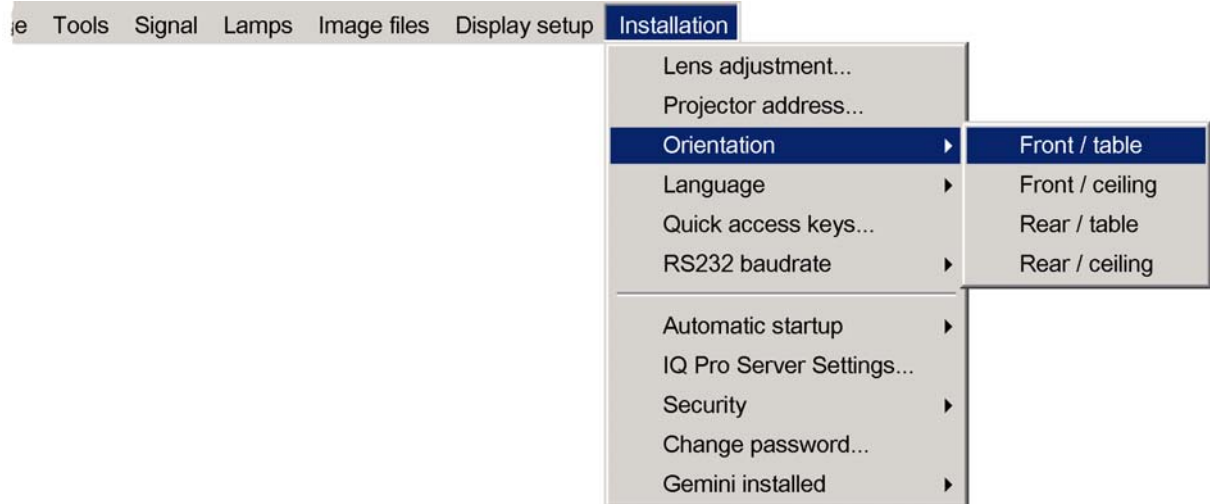 Tools Signal Lamps Image files Display setup Installation
Lens adjustment...
Projector address...
Orientation
Front / table
Language
Front / ceiling
Quick access keys...
Rear / table
RS232 baudrate
Rear / ceiling
Automatic startup
IQ Pro Server Settings...
Security
Change password...
Gemini installed